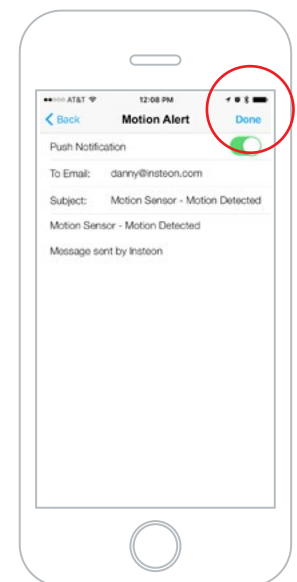 AT&T 12:08 PM
Back Motion Alert Done
Push Notification
To Email: danny@insteon.com
Subject: Motion Sensor - Motion Detected
Motion Sensor - Motion Detected
Message sent by Insteon